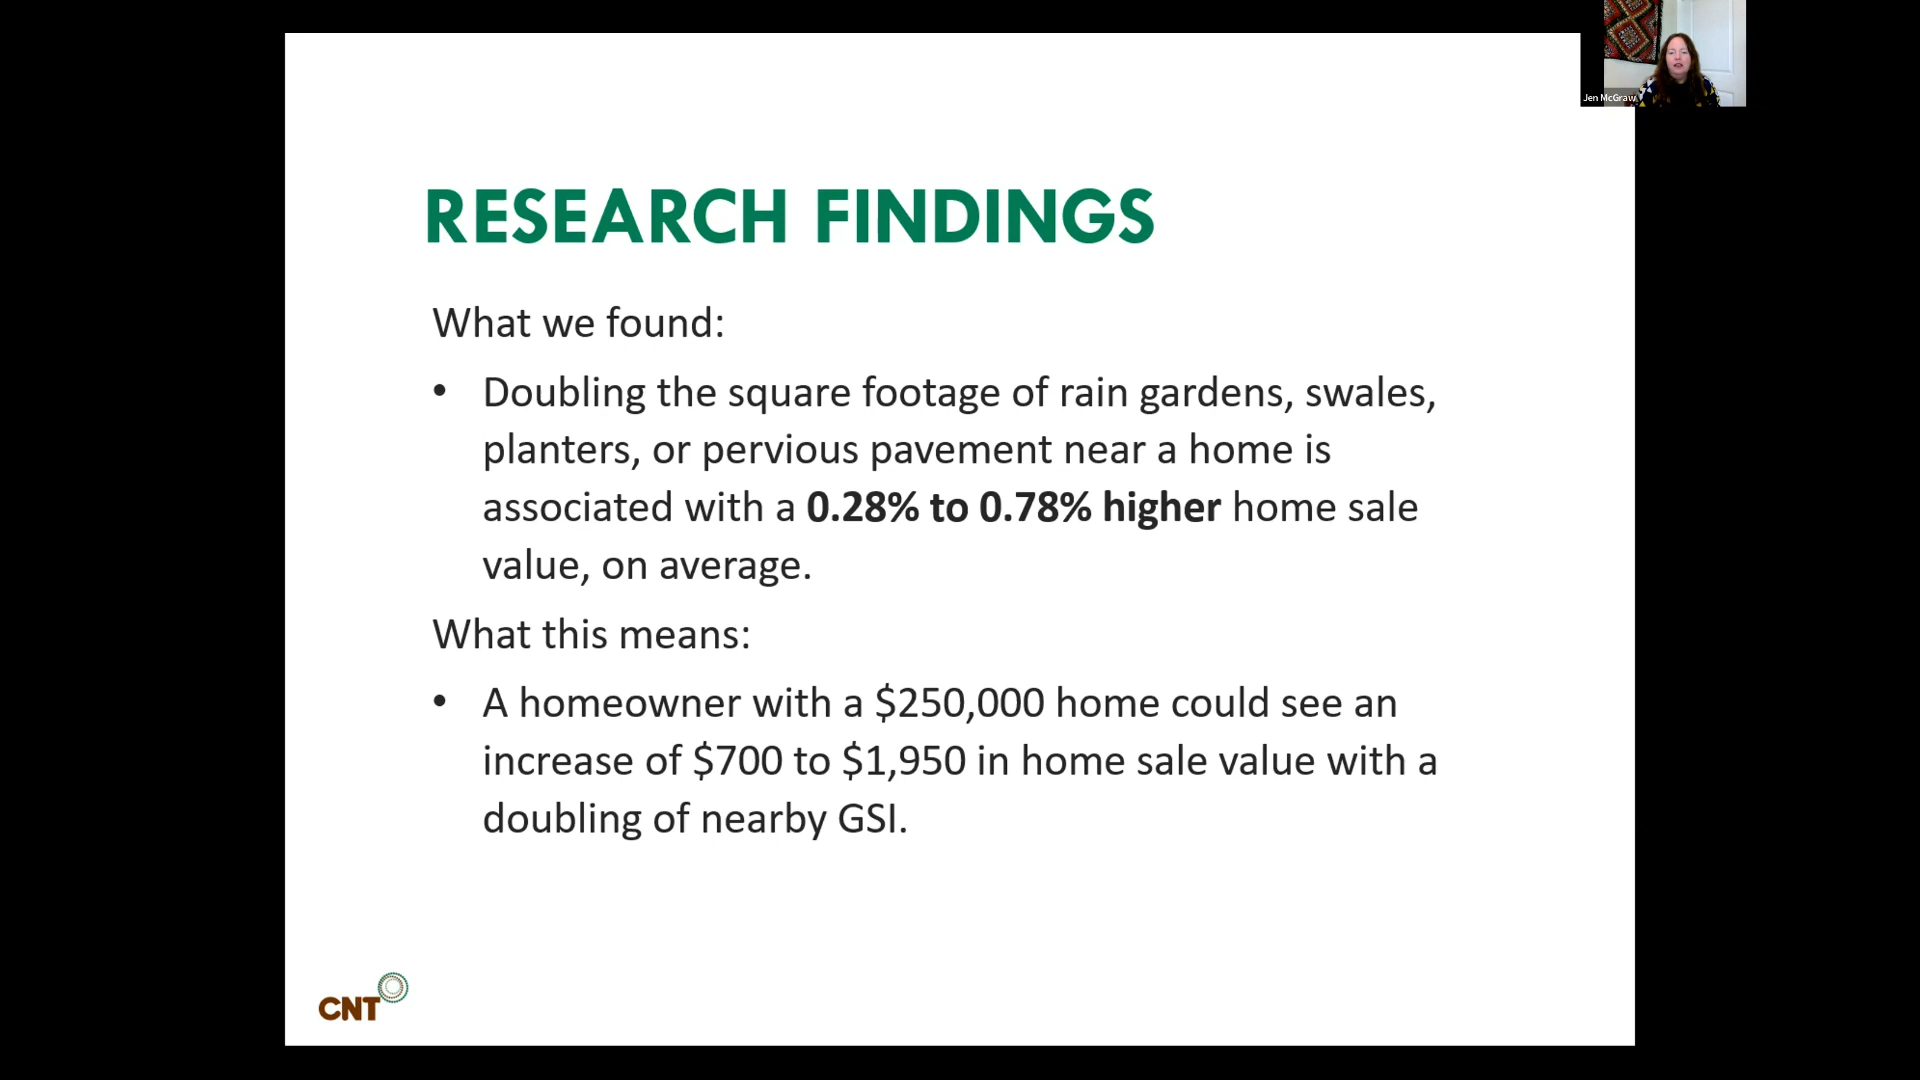 Jen McGraw
RESEARCH FINDINGS
What we found:
• Doubling the square footage of rain gardens, swales,
planters, or pervious pavement near a home is
associated with a 0.28% to 0.78% higher home sale
value, on average.
What this means:
• A homeowner with a $250,000 home could see an
increase of $700 to $1,950 in home sale value with a
doubling of nearby GSI.
CNT